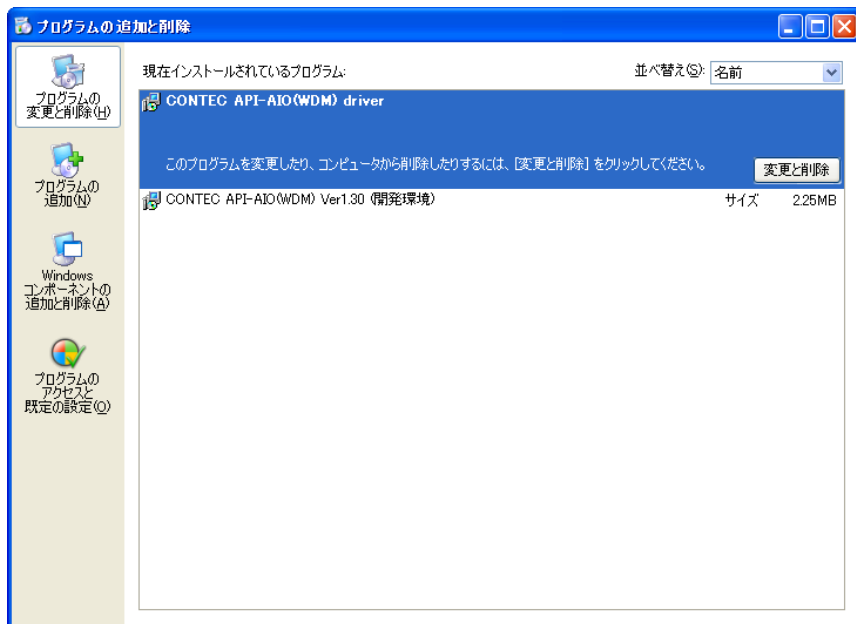 プログラムの追加と削除
現在インストールされているプログラム:
並べ替え(S): 名前
プログラムの
変更と削除(H)
CONTEC API-AIO(WDM) driver
このプログラムを変更したり、コンピュータから削除したりするには、[変更と削除] をクリックしてください。
変更と削除
CONTEC API-AIO(WDM) Ver1.30 (開発環境)
サイズ 2.25MB
プログラムの
追加(N)
Windows
コンポーネントの
追加と削除(A)
プログラムの
アクセスと
既定の設定(O)